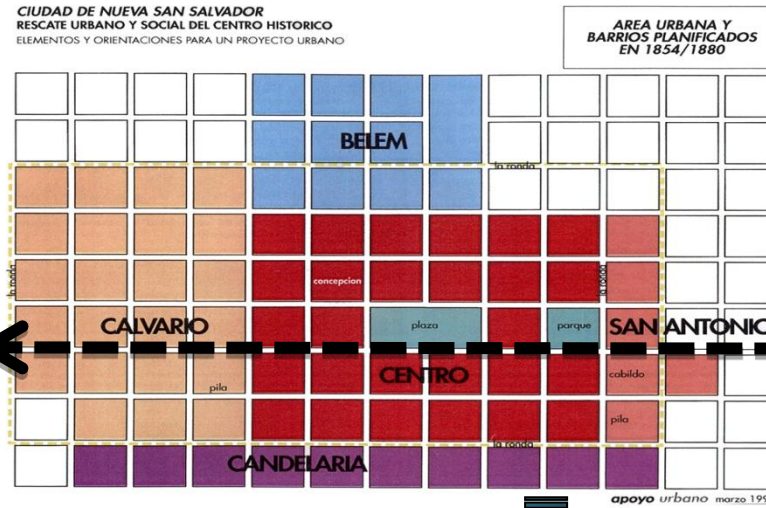 CIUDAD DE NUEVA SAN SALVADOR
RESCATE URBANO Y SOCIAL DEL CENTRO HISTORICO
ELEMENTOS Y ORIENTACIONES PARA UN PROYECTO URBANO
AREA URBANA Y
BARRIOS PLANIFICADOS
EN 1854/1880
BELEM
la ronda
la ronda
concepcion
la ronda
CALVARIO
plaza
parque
SAN ANTONIO
CENTRO
cabildo
pila
pila
la ronda
CANDELARIA
apoyo urbano marzo 199